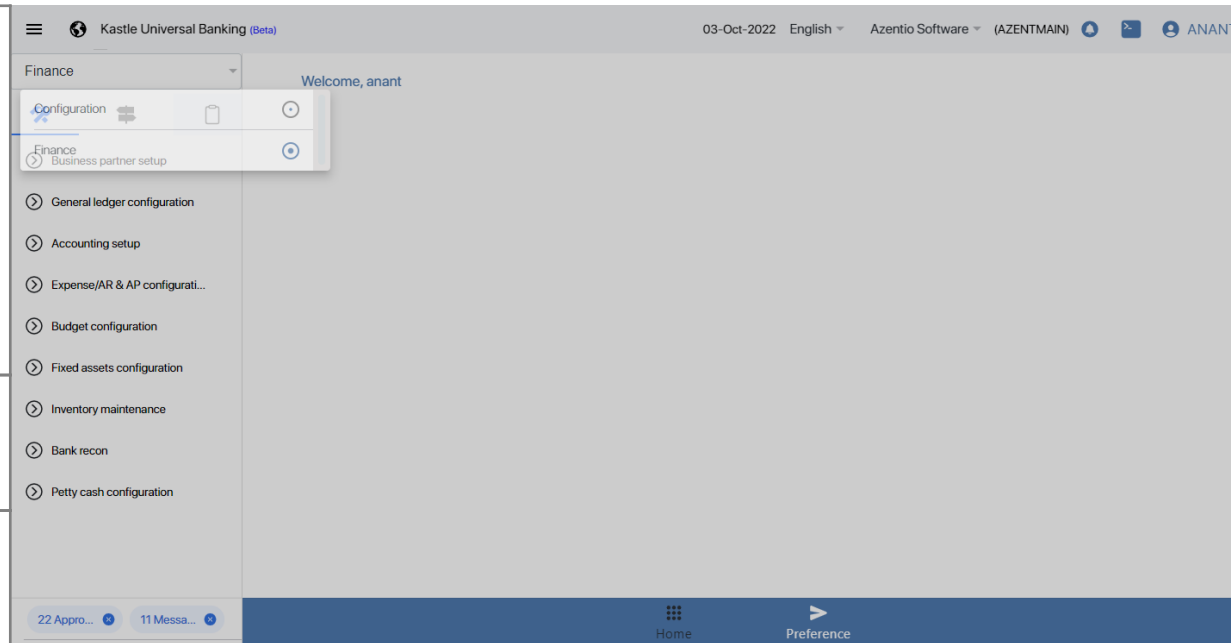 Kastle Universal Banking (Beta)
03-Oct-2022 English Azentio Software (AZENTMAIN) ANANT
Finance
Welcome, anant
Configuration
Finance
Business partner setup
General ledger configuration
Accounting setup
Expense/AR & AP configurati...
Budget configuration
Fixed assets configuration
Inventory maintenance
Bank recon
Petty cash configuration
22 Appro... 11 Messa...
Home Preference